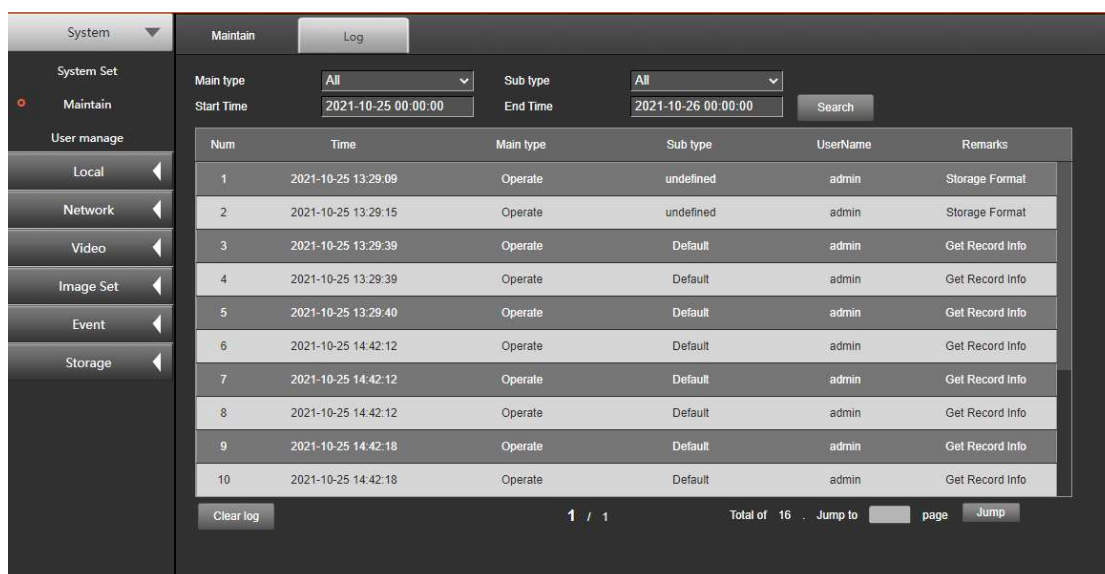 System
System Set
Maintain
User manage
Local
Network
Video
Image Set
Event
Storage
Maintain Log
Main type All Sub type All
Start Time 2021-10-25 00:00:00 End Time 2021-10-26 00:00:00 Search
Num Time Main type Sub type UserName Remarks
1 2021-10-25 13:29:09 Operate undefined admin Storage Format
2 2021-10-25 13:29:15 Operate undefined admin Storage Format
3 2021-10-25 13:29:39 Operate Default admin Get Record Info
4 2021-10-25 13:29:39 Operate Default admin Get Record Info
5 2021-10-25 13:29:40 Operate Default admin Get Record Info
6 2021-10-25 14:42:12 Operate Default admin Get Record Info
7 2021-10-25 14:42:12 Operate Default admin Get Record Info
8 2021-10-25 14:42:12 Operate Default admin Get Record Info
9 2021-10-25 14:42:18 Operate Default admin Get Record Info
10 2021-10-25 14:42:18 Operate Default admin Get Record Info
Clear log 1 / 1 Total of 16 . Jump to page Jump